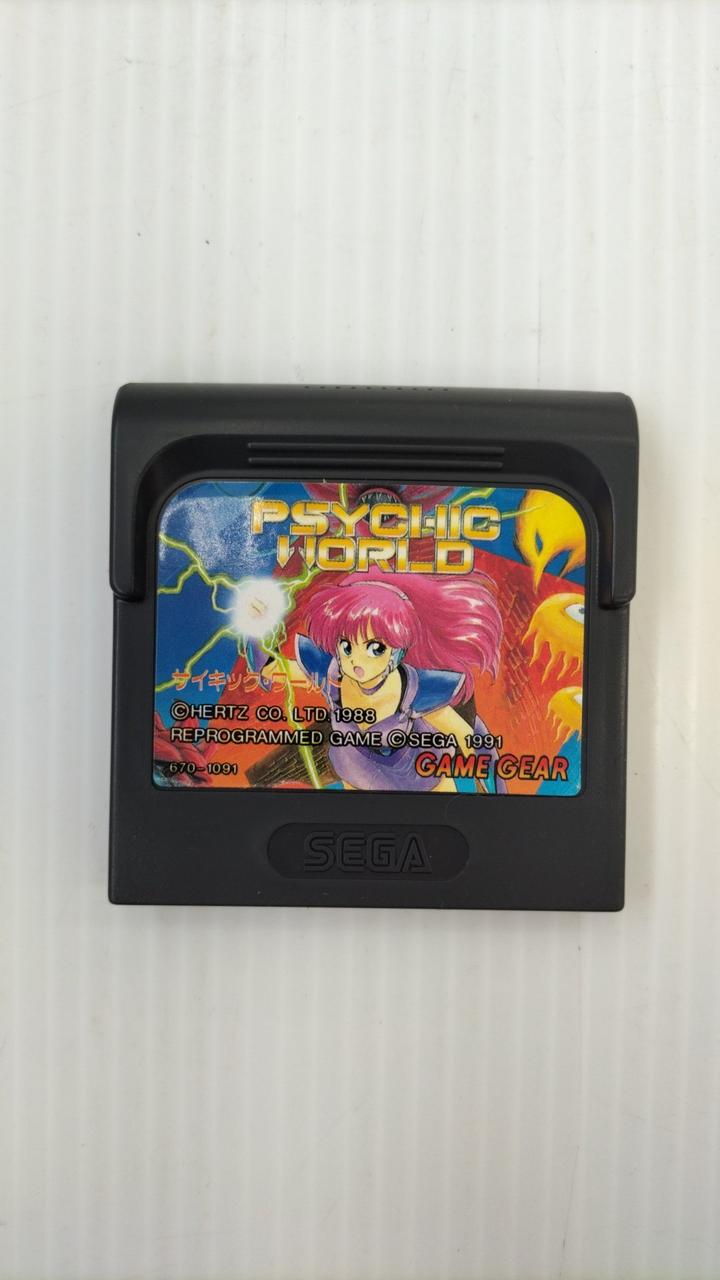 PSYCHIC
WORLD
サイキック・ワールド
©HERTZ CO. LTD. 1988
REPROGRAMMED GAME ©SEGA 1991
670-1091
GAME GEAR
SEGA